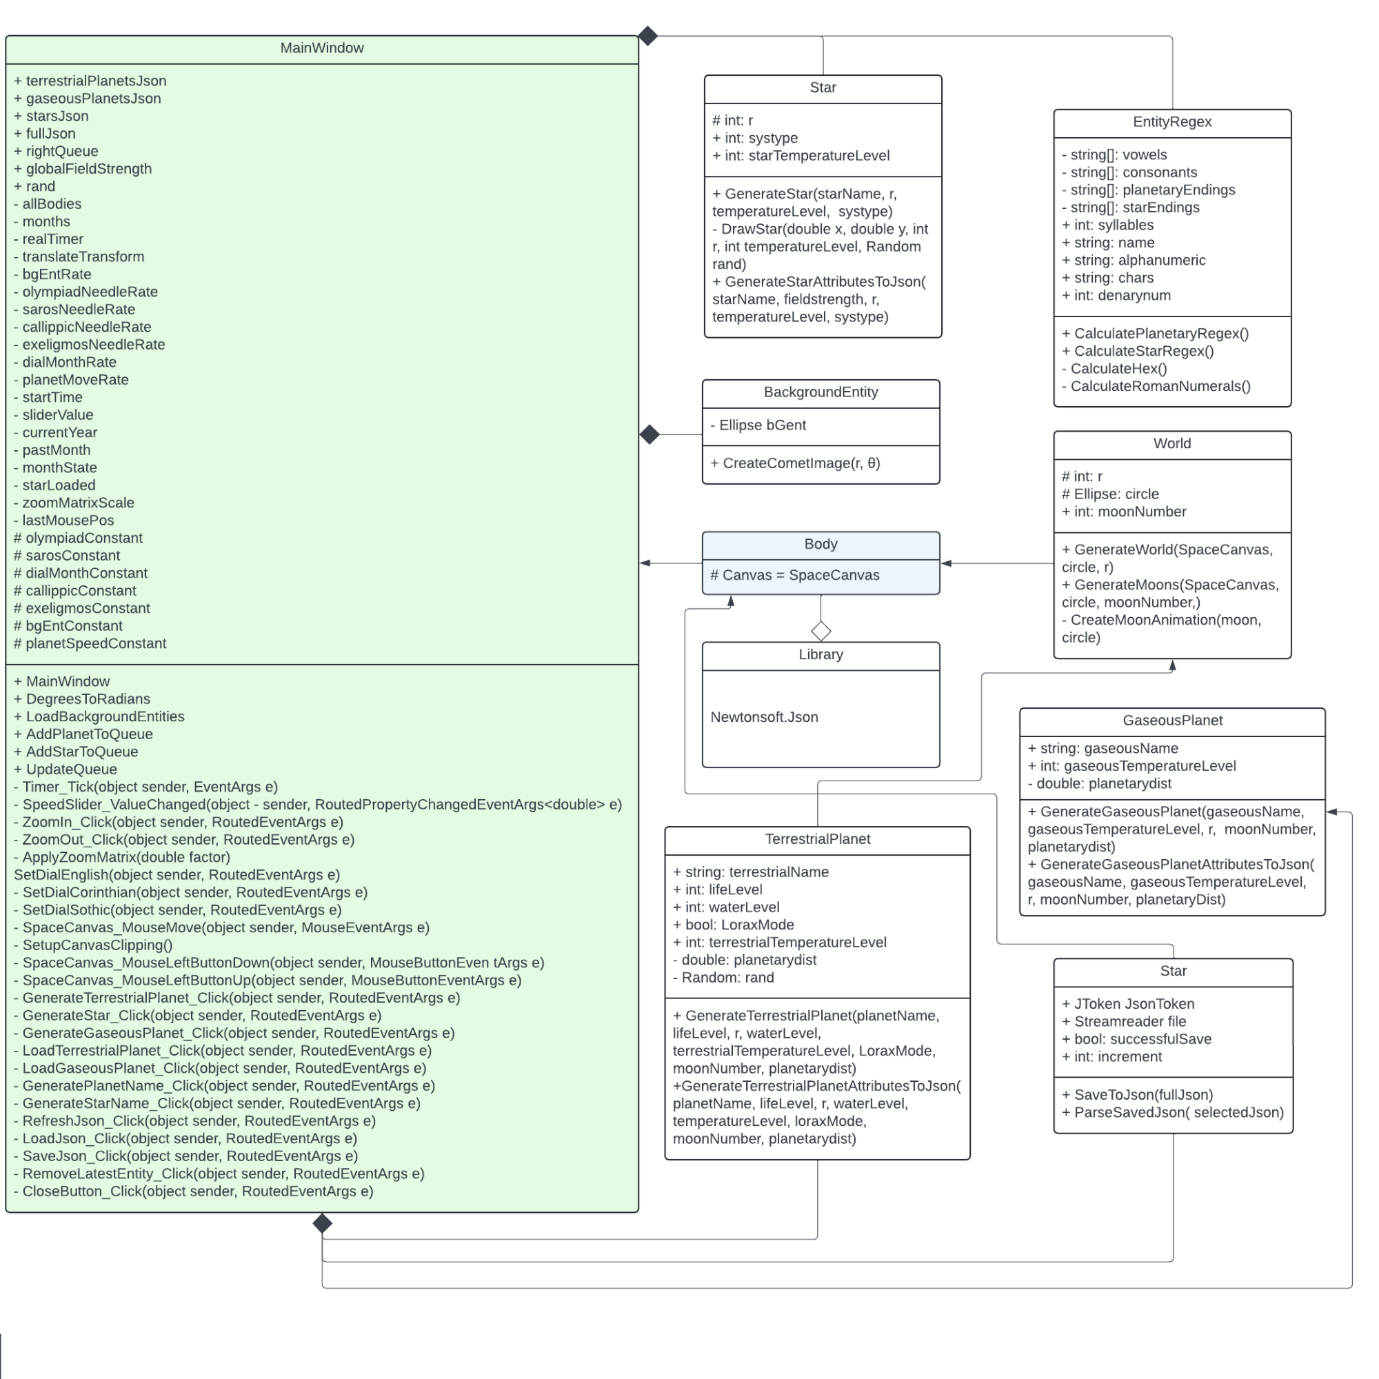 MainWindow
+ terrestrialPlanetsJson
+ gaseousPlanetsJson
+ starsJson
+ fullJson
+ rightQueue
+ globalFieldStrength
+ rand
- allBodies
- months
- realTimer
- translateTransform
- bgEntRate
- olympiadNeedleRate
- sarosNeedleRate
- callippicNeedleRate
- exeligmosNeedleRate
- dialMonthRate
- planetMoveRate
- startTime
- sliderValue
- currentYear
- pastMonth
- monthState
- starLoaded
- zoomMatrixScale
- lastMousePos
# olympiadConstant
# sarosConstant
# dialMonthConstant
# callippicConstant
# exeligmosConstant
# bgEntConstant
# planetSpeedConstant
+ MainWindow
+ DegreesToRadians
+ LoadBackgroundEntities
+ AddPlanetToQueue
+ AddStarToQueue
+ UpdateQueue
- Timer_Tick(object sender, EventArgs e)
- SpeedSlider_ValueChanged(object - sender, RoutedPropertyChangedEventArgs<double> e)
- ZoomIn_Click(object sender, RoutedEventArgs e)
- ZoomOut_Click(object sender, RoutedEventArgs e)
- ApplyZoomMatrix(double factor)
SetDialEnglish(object sender, RoutedEventArgs e)
- SetDialCorinthian(object sender, RoutedEventArgs e)
- SetDialSothic(object sender, RoutedEventArgs e)
- SpaceCanvas_MouseMove(object sender, MouseEventArgs e)
- SetupCanvasClipping()
- SpaceCanvas_MouseLeftButtonDown(object sender, MouseButtonEven tArgs e)
- SpaceCanvas_MouseLeftButtonUp(object sender, MouseButtonEventArgs e)
- GenerateTerrestrialPlanet_Click(object sender, RoutedEventArgs e)
- GenerateStar_Click(object sender, RoutedEventArgs e)
- GenerateGaseousPlanet_Click(object sender, RoutedEventArgs e)
- LoadTerrestrialPlanet_Click(object sender, RoutedEventArgs e)
- LoadGaseousPlanet_Click(object sender, RoutedEventArgs e)
- GeneratePlanetName_Click(object sender, RoutedEventArgs e)
- GenerateStarName_Click(object sender, RoutedEventArgs e)
- RefreshJson_Click(object sender, RoutedEventArgs e)
- LoadJson_Click(object sender, RoutedEventArgs e)
- SaveJson_Click(object sender, RoutedEventArgs e)
- RemoveLatestEntity_Click(object sender, RoutedEventArgs e)
- CloseButton_Click(object sender, RoutedEventArgs e)
Star
# int: r
+ int: systype
+ int: starTemperatureLevel
+ GenerateStar(starName, r,
temperatureLevel, systype)
- DrawStar(double x, double y, int
r, int temperatureLevel, Random
rand)
+ GenerateStarAttributesToJson(
starName, fieldstrength, r,
temperatureLevel, systype)
EntityRegex
- string[]: vowels
- string[]: consonants
- string[]: planetaryEndings
- string[]: starEndings
+ int: syllables
+ string: name
+ string: alphanumeric
+ string: chars
+ int: denarynum
+ CalculatePlanetaryRegex()
+ CalculateStarRegex()
- CalculateHex()
- CalculateRomanNumerals()
BackgroundEntity
- Ellipse bGent
+ CreateCometImage(r, θ)
World
# int: r
# Ellipse: circle
+ int: moonNumber
+ GenerateWorld(SpaceCanvas,
circle, r)
+ GenerateMoons(SpaceCanvas,
circle, moonNumber,)
- CreateMoonAnimation(moon,
circle)
Body
# Canvas = SpaceCanvas
Library
Newtonsoft.Json
GaseousPlanet
+ string: gaseousName
+ int: gaseousTemperatureLevel
- double: planetarydist
+ GenerateGaseousPlanet(gaseousName,
gaseousTemperatureLevel, r, moonNumber,
planetarydist)
+ GenerateGaseousPlanetAttributesToJson(
gaseousName, gaseousTemperatureLevel,
r, moonNumber, planetaryDist)
TerrestrialPlanet
+ string: terrestrialName
+ int: lifeLevel
+ int: waterLevel
+ bool: LoraxMode
+ int: terrestrialTemperatureLevel
- double: planetarydist
- Random: rand
+ GenerateTerrestrialPlanet(planetName,
lifeLevel, r, waterLevel,
terrestrialTemperatureLevel, LoraxMode,
moonNumber, planetarydist)
+GenerateTerrestrialPlanetAttributesToJson(
planetName, lifeLevel, r, waterLevel,
temperatureLevel, loraxMode,
moonNumber, planetarydist)
Star
+ JToken JsonToken
+ Streamreader file
+ bool: successfulSave
+ int: increment
+ SaveToJson(fullJson)
+ ParseSavedJson( selectedJson)